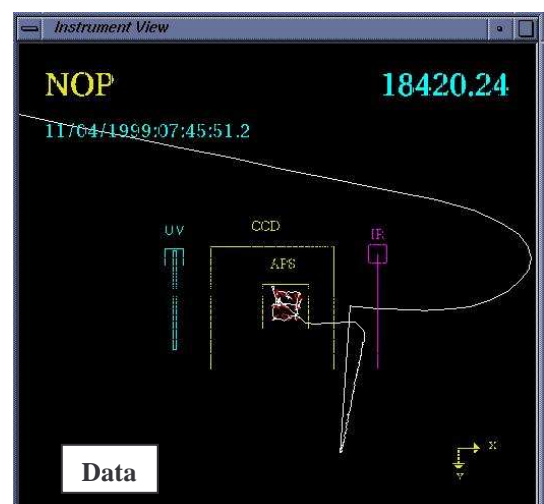 Instrument View
NOP 18420.24
11/04/1999:07:45:51.2
UV CCD IR
APS
X
Y
Data